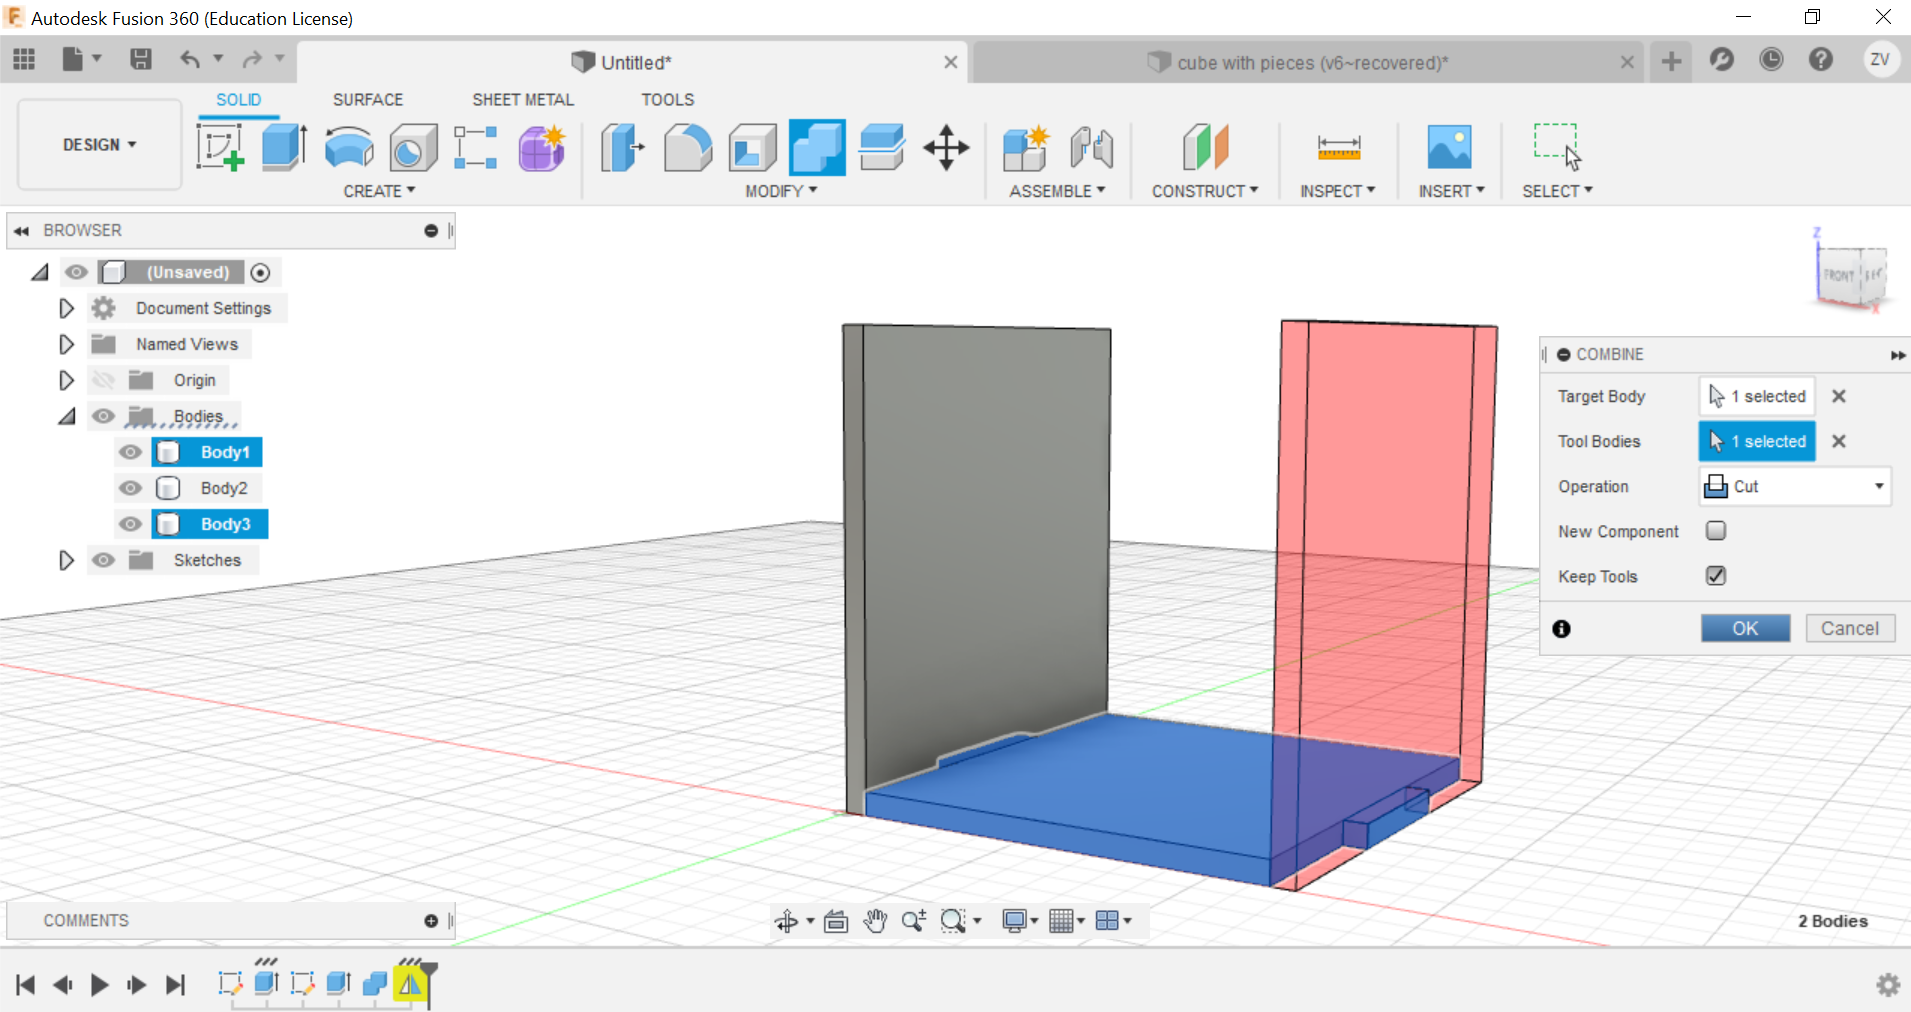 Autodesk Fusion 360 (Education License)
Untitled*
cube with pieces (v6~recovered)*
ZV
SOLID
SURFACE
SHEET METAL
TOOLS
DESIGN
CREATE
MODIFY
ASSEMBLE
CONSTRUCT
INSPECT
INSERT
SELECT
BROWSER
(Unsaved)
Document Settings
Named Views
Origin
Bodies
Body1
Body2
Body3
Sketches
Z
FRONT
X
COMBINE
Target Body
1 selected
Tool Bodies
1 selected
Operation
Cut
New Component
Keep Tools
OK
Cancel
COMMENTS
2 Bodies